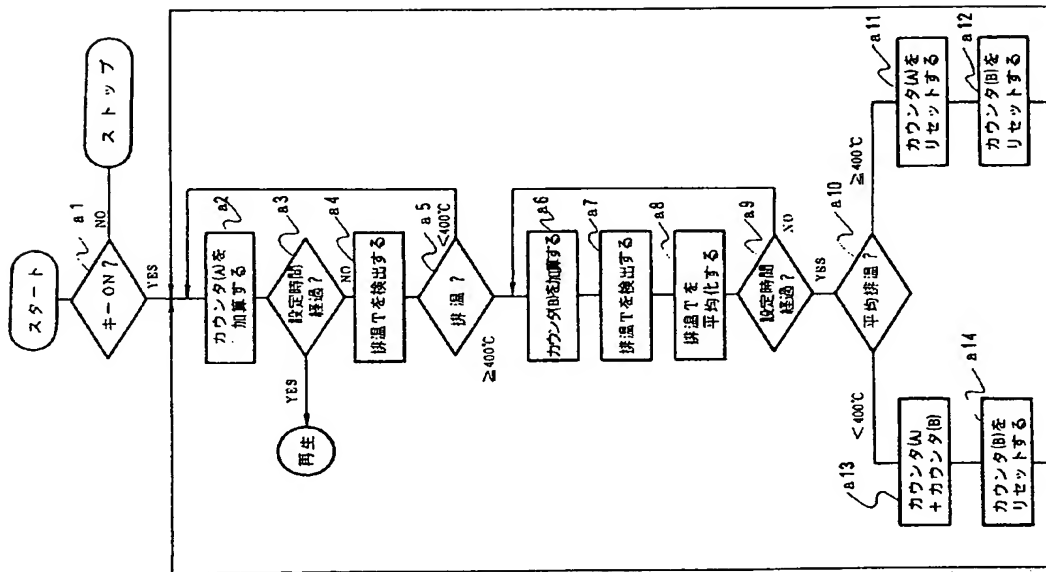 スタート
a1
キーON?
NO
ストップ
YES
a2
カウンタ(A)を
加算する
a3
設定時間
経過?
YES
再生
NO
a4
排温Tを検出する
a5
排温?
<400℃
≧400℃
a6
カウンタ(B)を加算する
a7
排温Tを検出する
a8
排温Tを
平均化する
a9
設定時間
経過?
NO
YES
a10
平均排温?
<400℃
≧400℃
a13
カウンタ(A)
+カウンタ(B)
a14
カウンタ(B)を
リセットする
a11
カウンタ(A)を
リセットする
a12
カウンタ(B)を
リセットする